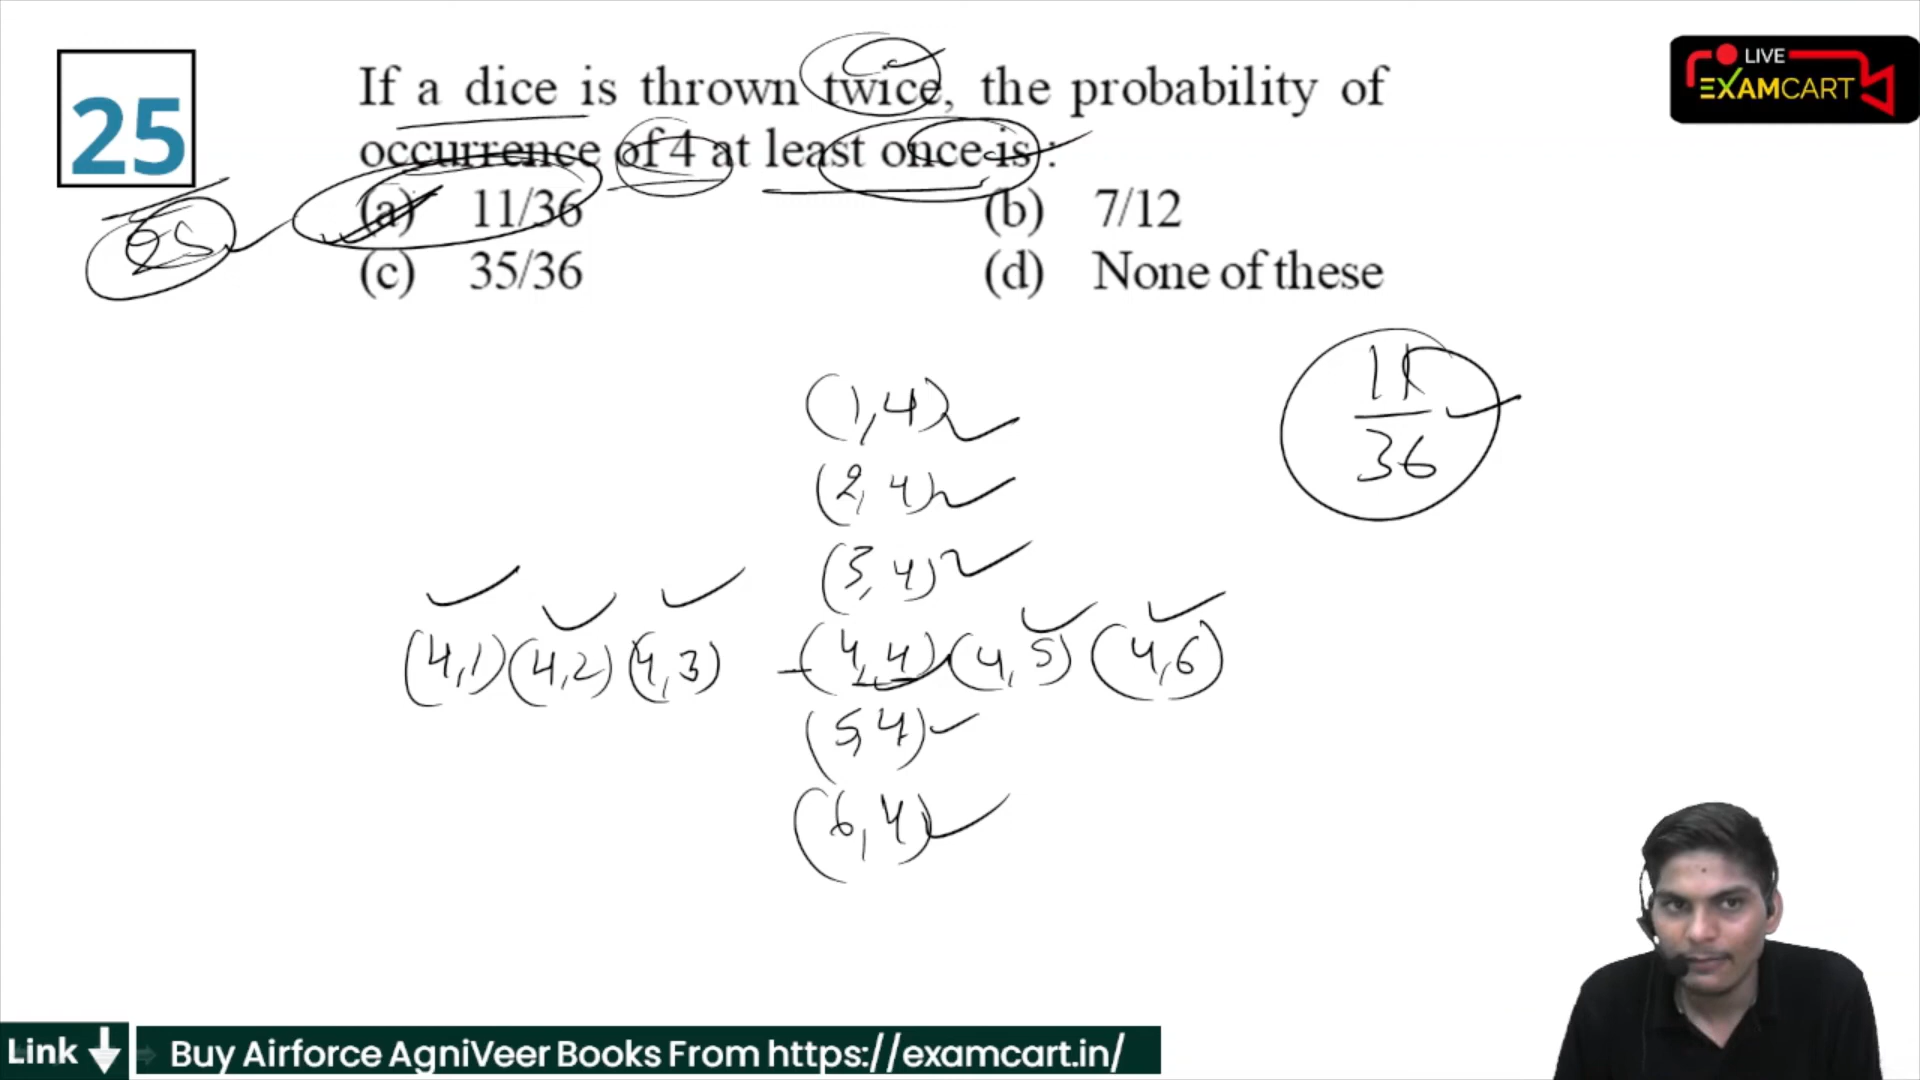 25
If a dice is thrown twice, the probability of
occurrence of 4 at least once is :
(a) 11/36
(b) 7/12
(c) 35/36
(d) None of these
25
LIVE
EXAMCART
11
36
(1,4)
(2,4)
(3,4)
(4,1) (4,2) (4,3) (4,4) (4,5) (4,6)
(5,4)
(6,4)
Link
Buy Airforce AgniVeer Books From https://examcart.in/